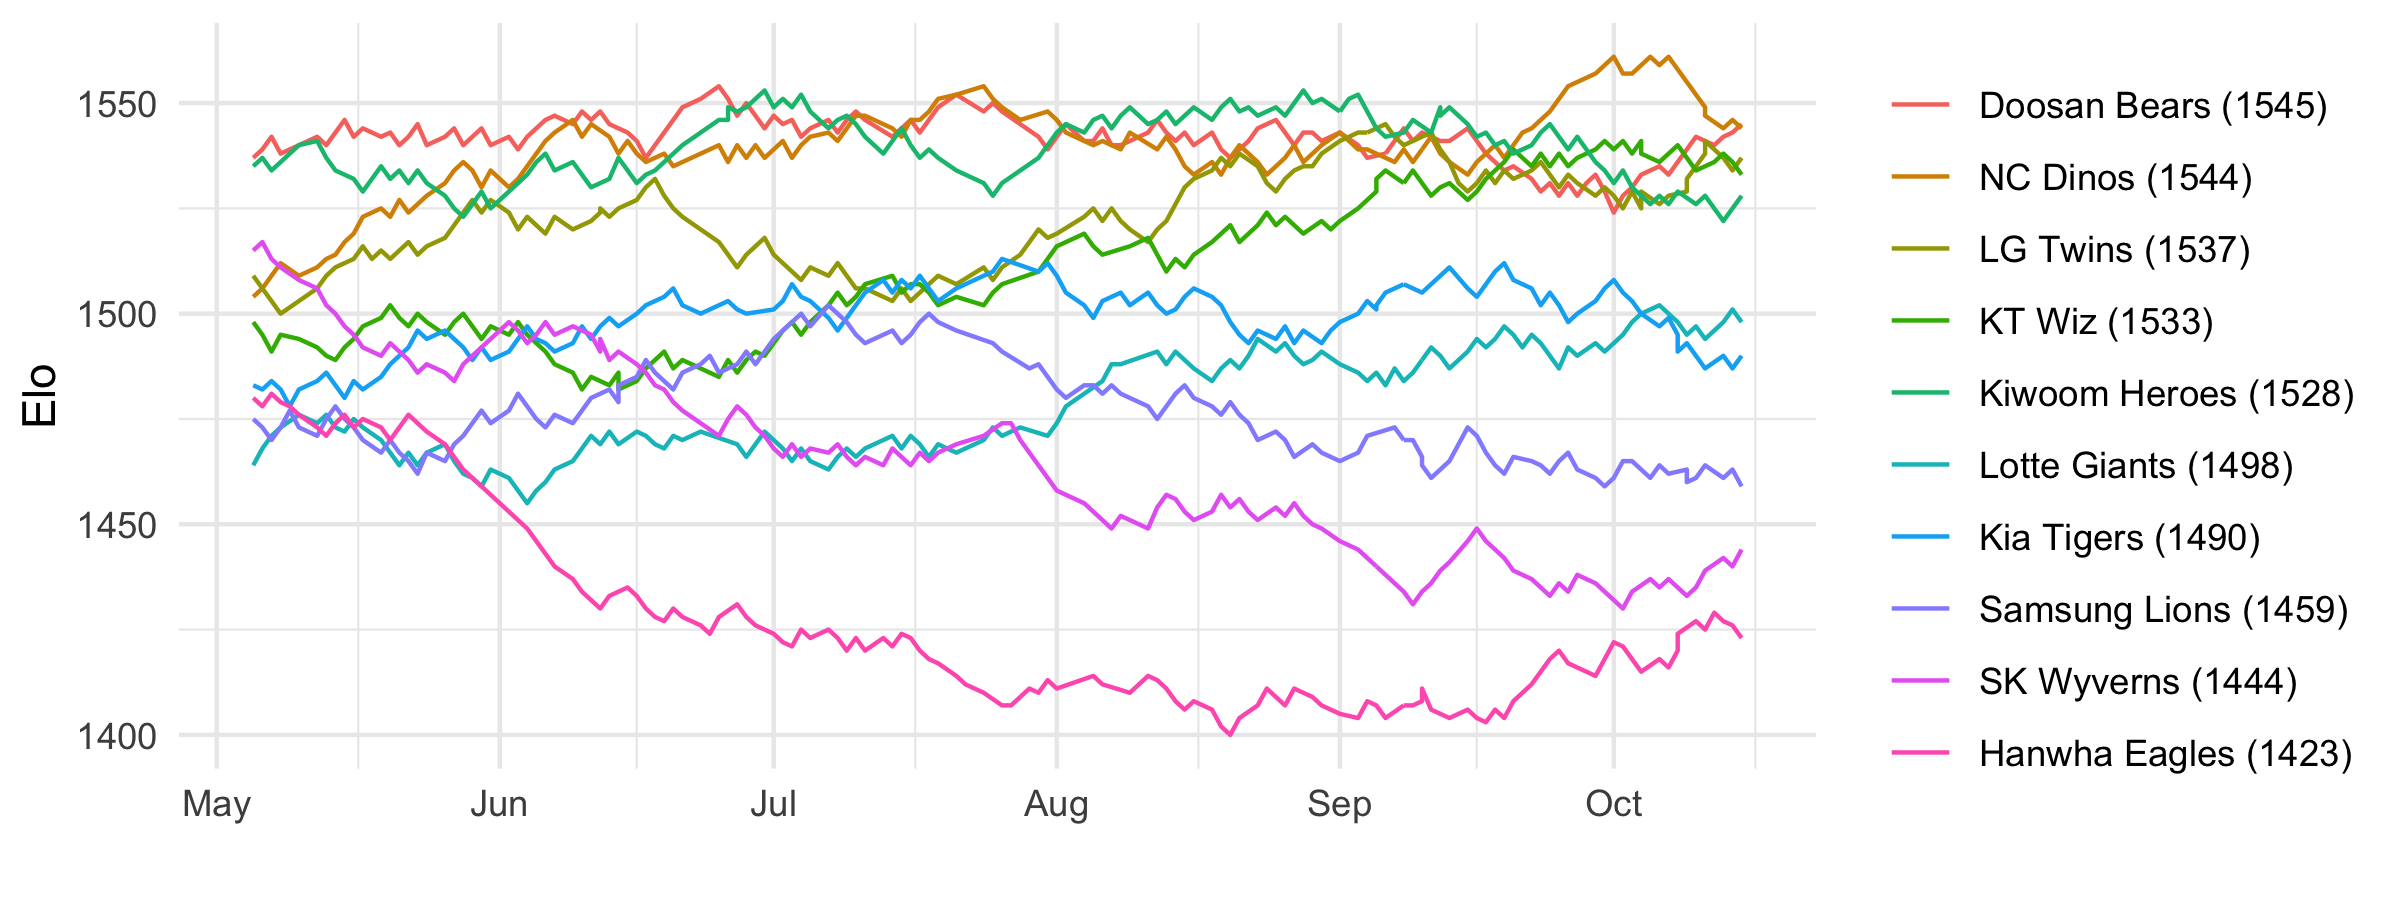 Elo
1550
1500
1450
1400
May Jun Jul Aug Sep Oct
Doosan Bears (1545)
NC Dinos (1544)
LG Twins (1537)
KT Wiz (1533)
Kiwoom Heroes (1528)
Lotte Giants (1498)
Kia Tigers (1490)
Samsung Lions (1459)
SK Wyverns (1444)
Hanwha Eagles (1423)